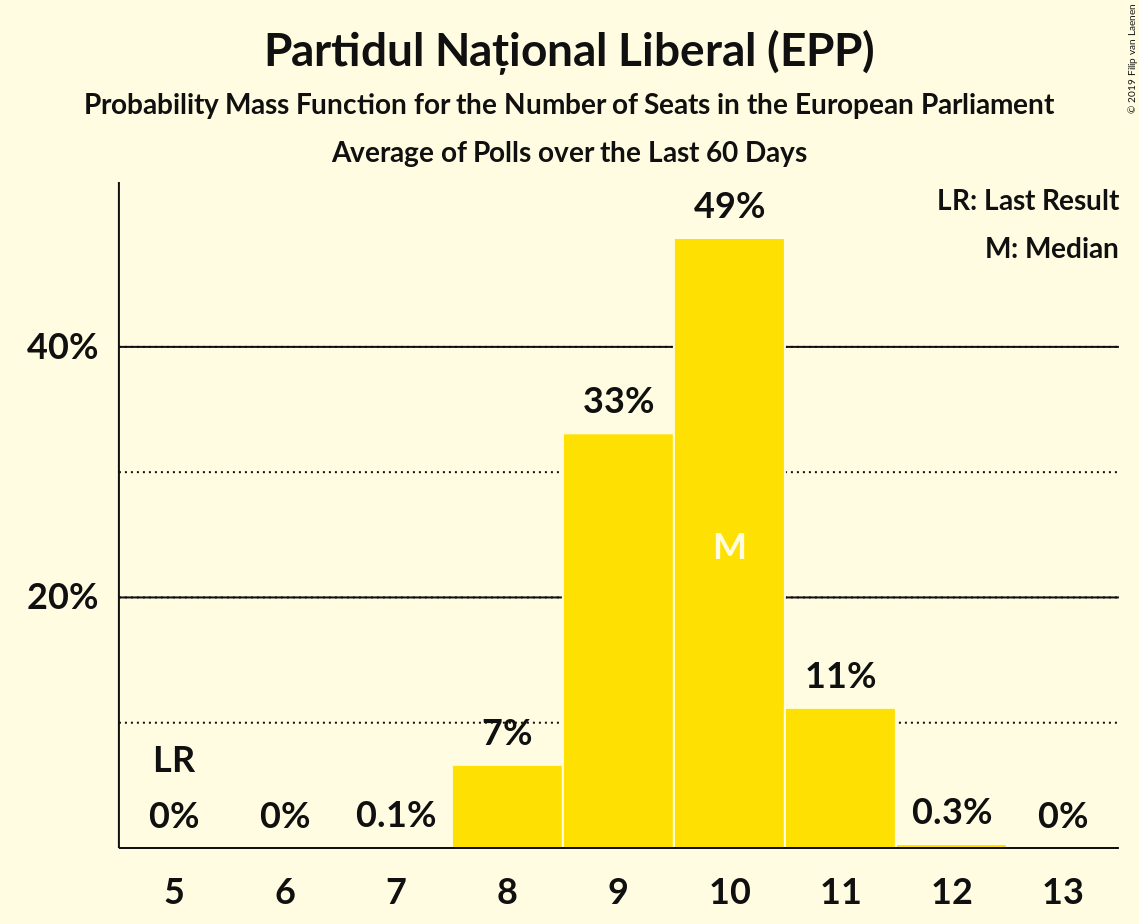 Partidul Național Liberal (EPP)
Probability Mass Function for the Number of Seats in the European Parliament
Average of Polls over the Last 60 Days
© 2019 Filip van Laenen
LR: Last Result
M: Median
49%
40%
33%
M
20%
11%
7%
LR
0%
0%
0.1%
0.3%
0%
5
6
7
8
9
10
11
12
13